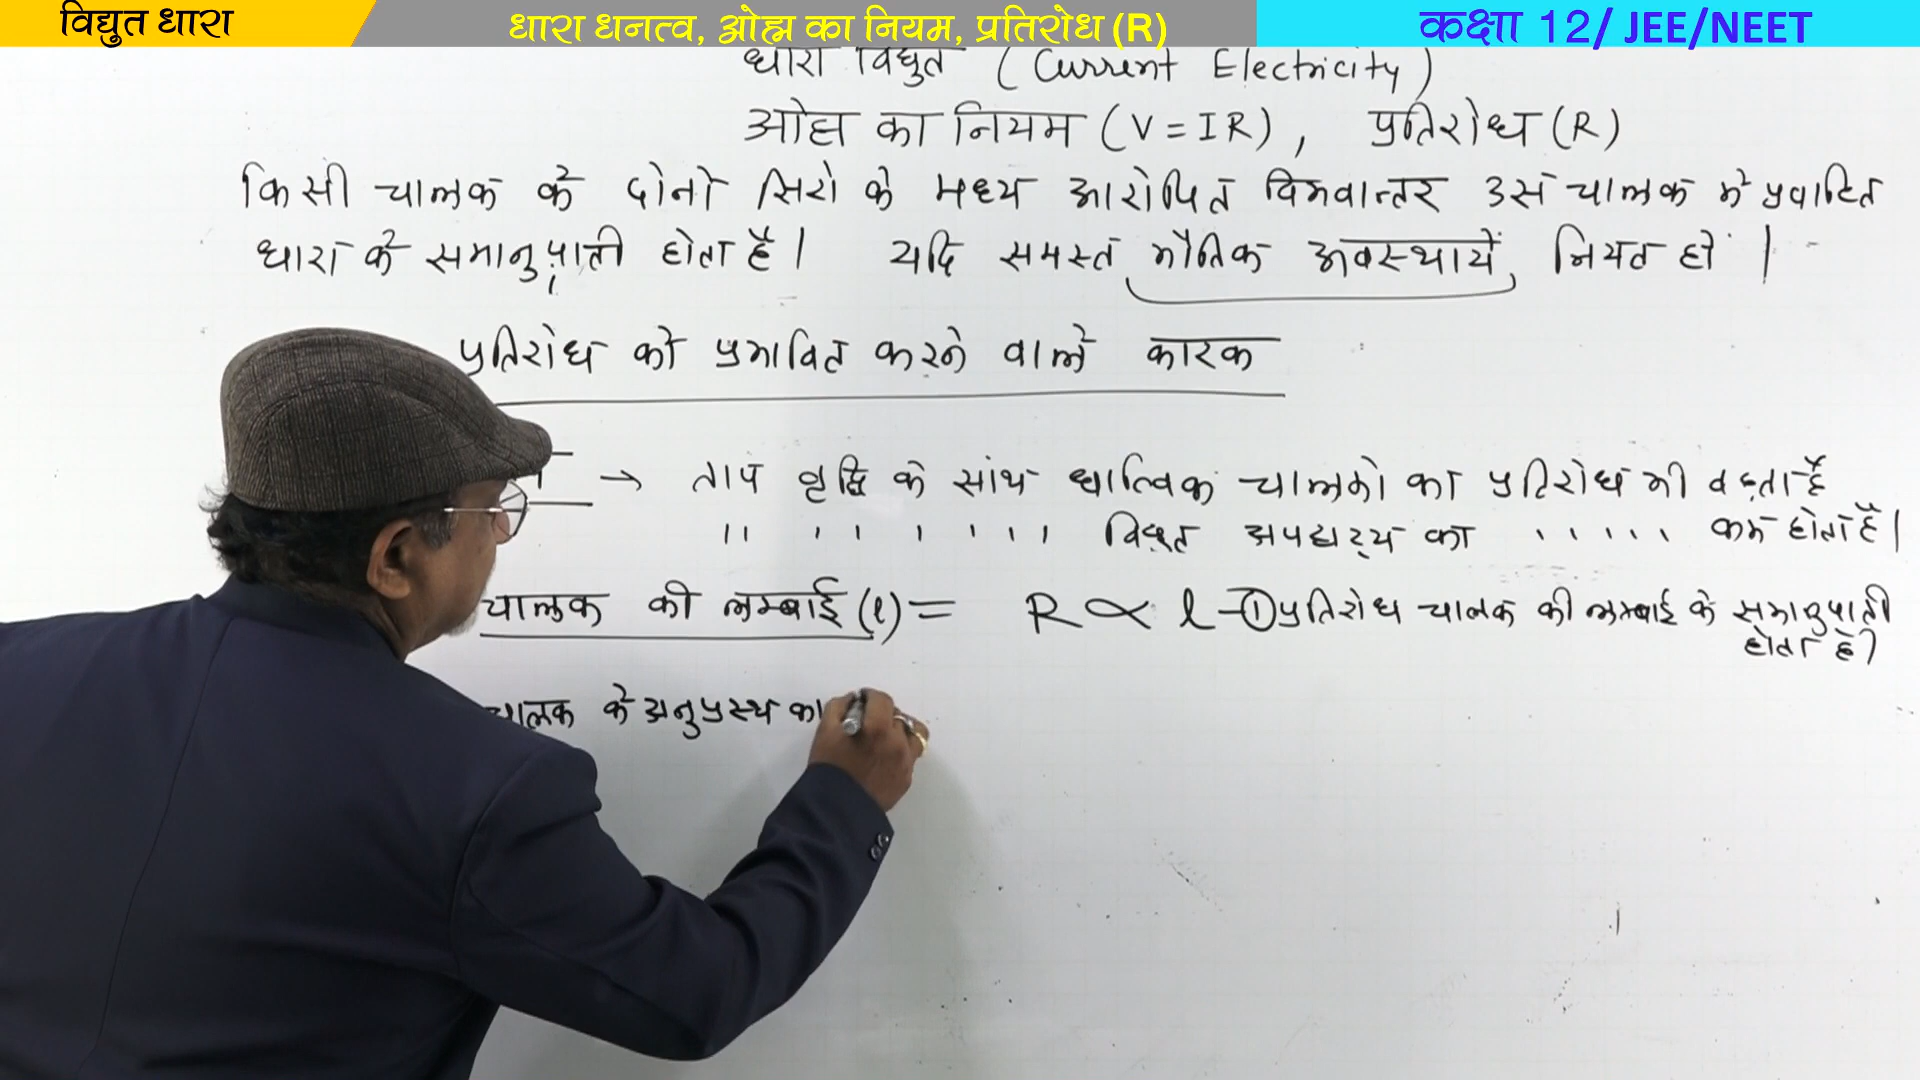 विद्युत धारा
धारा धनत्व, ओह्म का नियम, प्रतिरोध (R)
कक्षा 12/ JEE/NEET
धारा विद्युत (Current Electricity)
ओह्म का नियम (V = IR), प्रतिरोध (R)
किसी चालक के दोनो सिरो के मध्य आरोपित विभवान्तर उस चालक मे प्रवाहित
धारा के समानुपाती होता है। यदि समस्त भौतिक अवस्थायें नियत हो।
प्रतिरोध को प्रभावित करने वाले कारक
→ ताप वृद्धि के साथ धात्विक चालको का प्रतिरोध भी बढ़ता है
" ' ' ' ' ' ' विद्युत अपघट्य का ' ' ' ' ' कम होता है।
चालक की लम्बाई (l) = R ∝ l -① प्रतिरोध चालक की लम्बाई के समानुपाती
होता है।
चालक के अनुप्रस्थ का